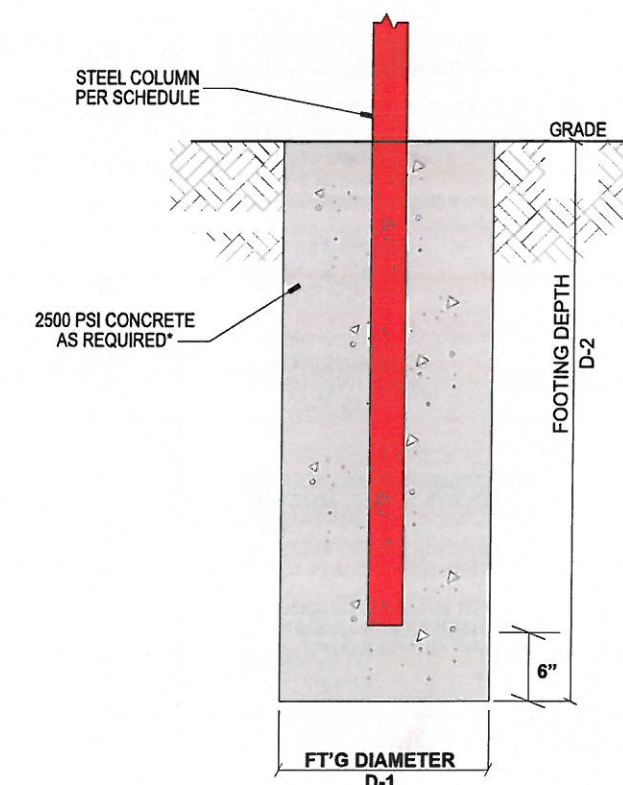 STEEL COLUMN
PER SCHEDULE
GRADE
2500 PSI CONCRETE
AS REQUIRED*
FOOTING DEPTH
D-2
6”
FT’G DIAMETER
D-1